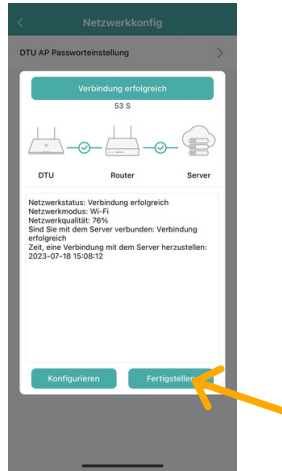 Netzwerkkonfig
DTU AP Passworteinstellung
Verbindung erfolgreich
53 S
DTU Router Server
Netzwerkstatus: Verbindung erfolgreich
Netzwerkmodus: Wi-Fi
Netzwerkqualität: 76%
Sind Sie mit dem Server verbunden: Verbindung
erfolgreich
Zeit, eine Verbindung mit dem Server herzustellen:
2023-07-18 15:08:12
Konfigurieren Fertigstellen